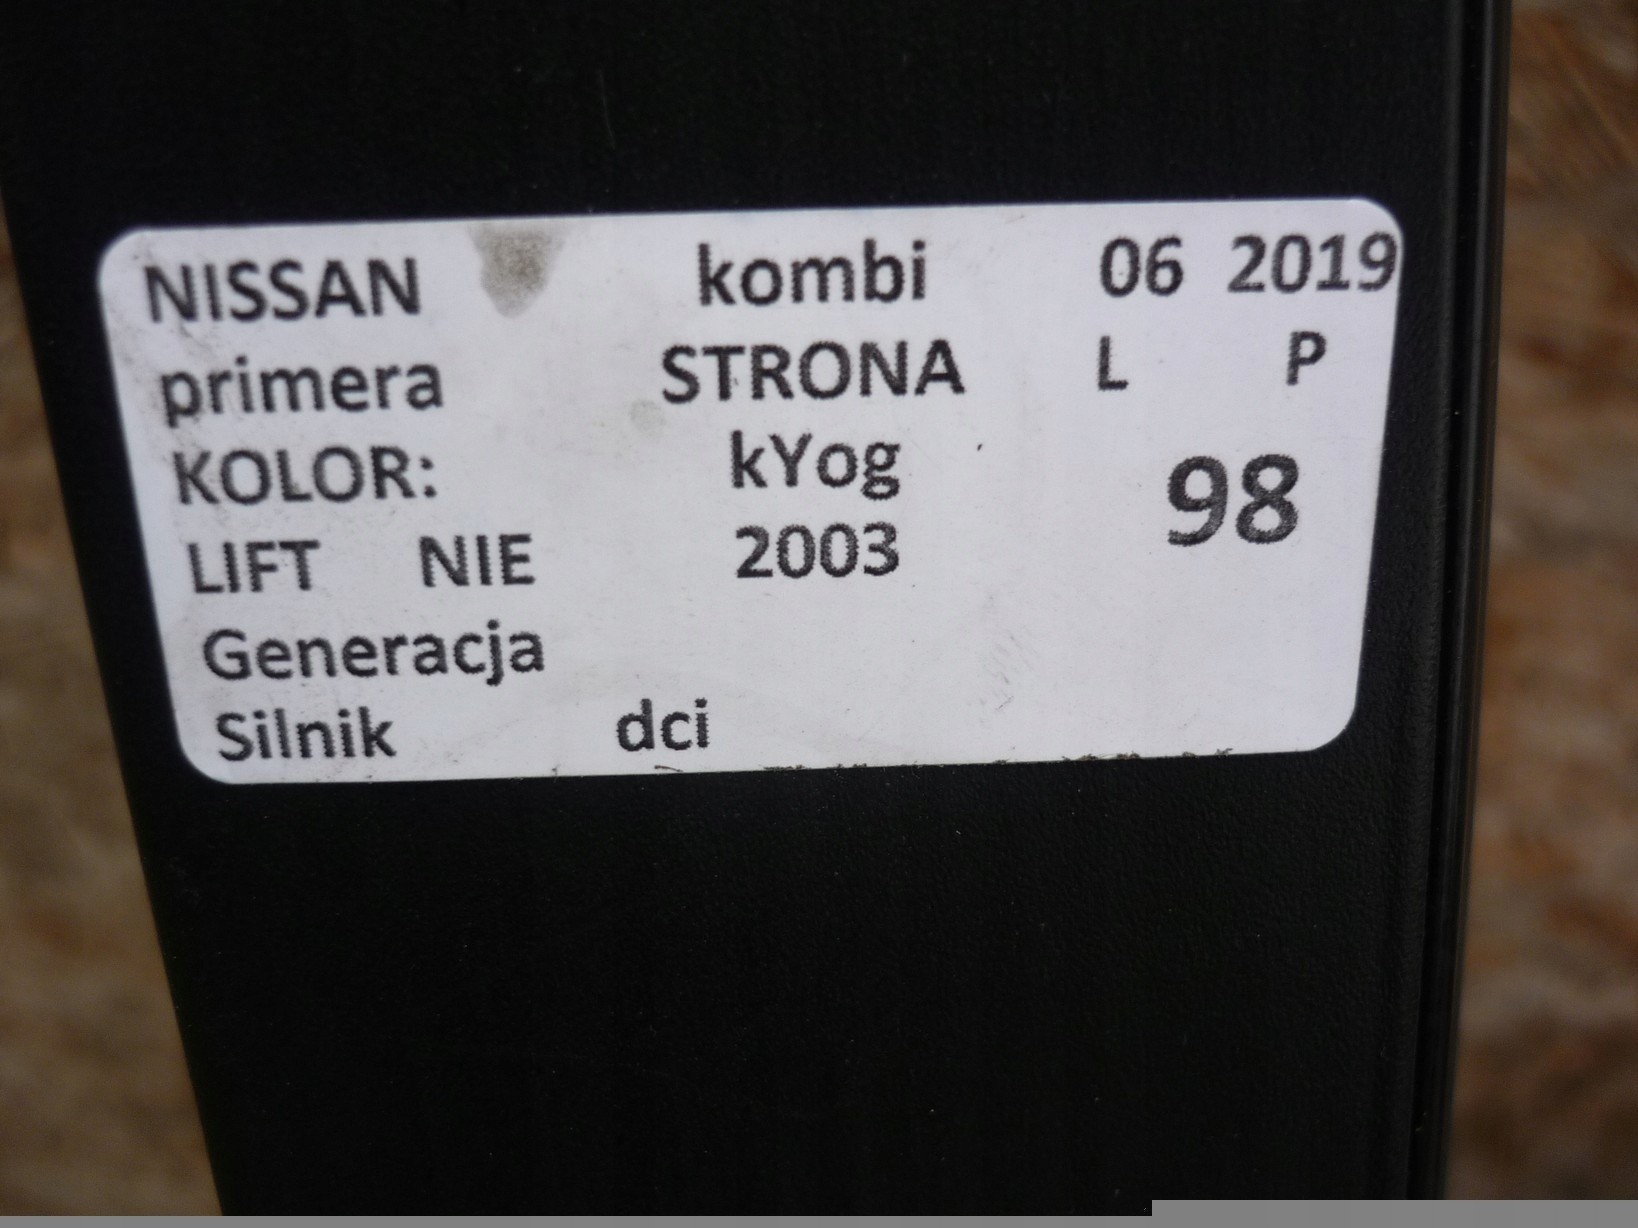 NISSAN kombi 06 2019
primera STRONA L P
KOLOR: kYog 98
LIFT NIE 2003
Generacja
Silnik dci